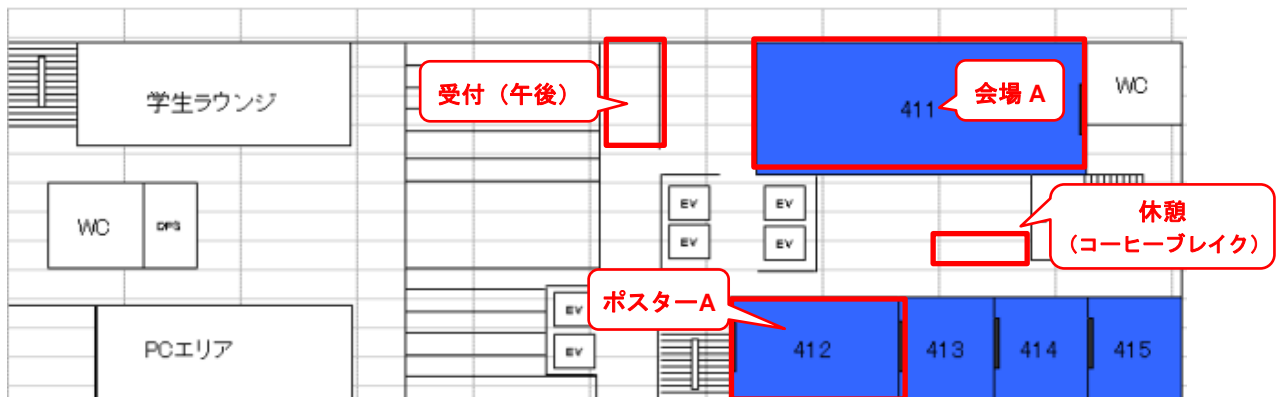 学生ラウンジ
受付（午後）
411
会場 A
WC
WC
DPS
EV
EV
EV
EV
休憩
（コーヒーブレイク）
ポスターA
EV
EV
PCエリア
412
413
414
415